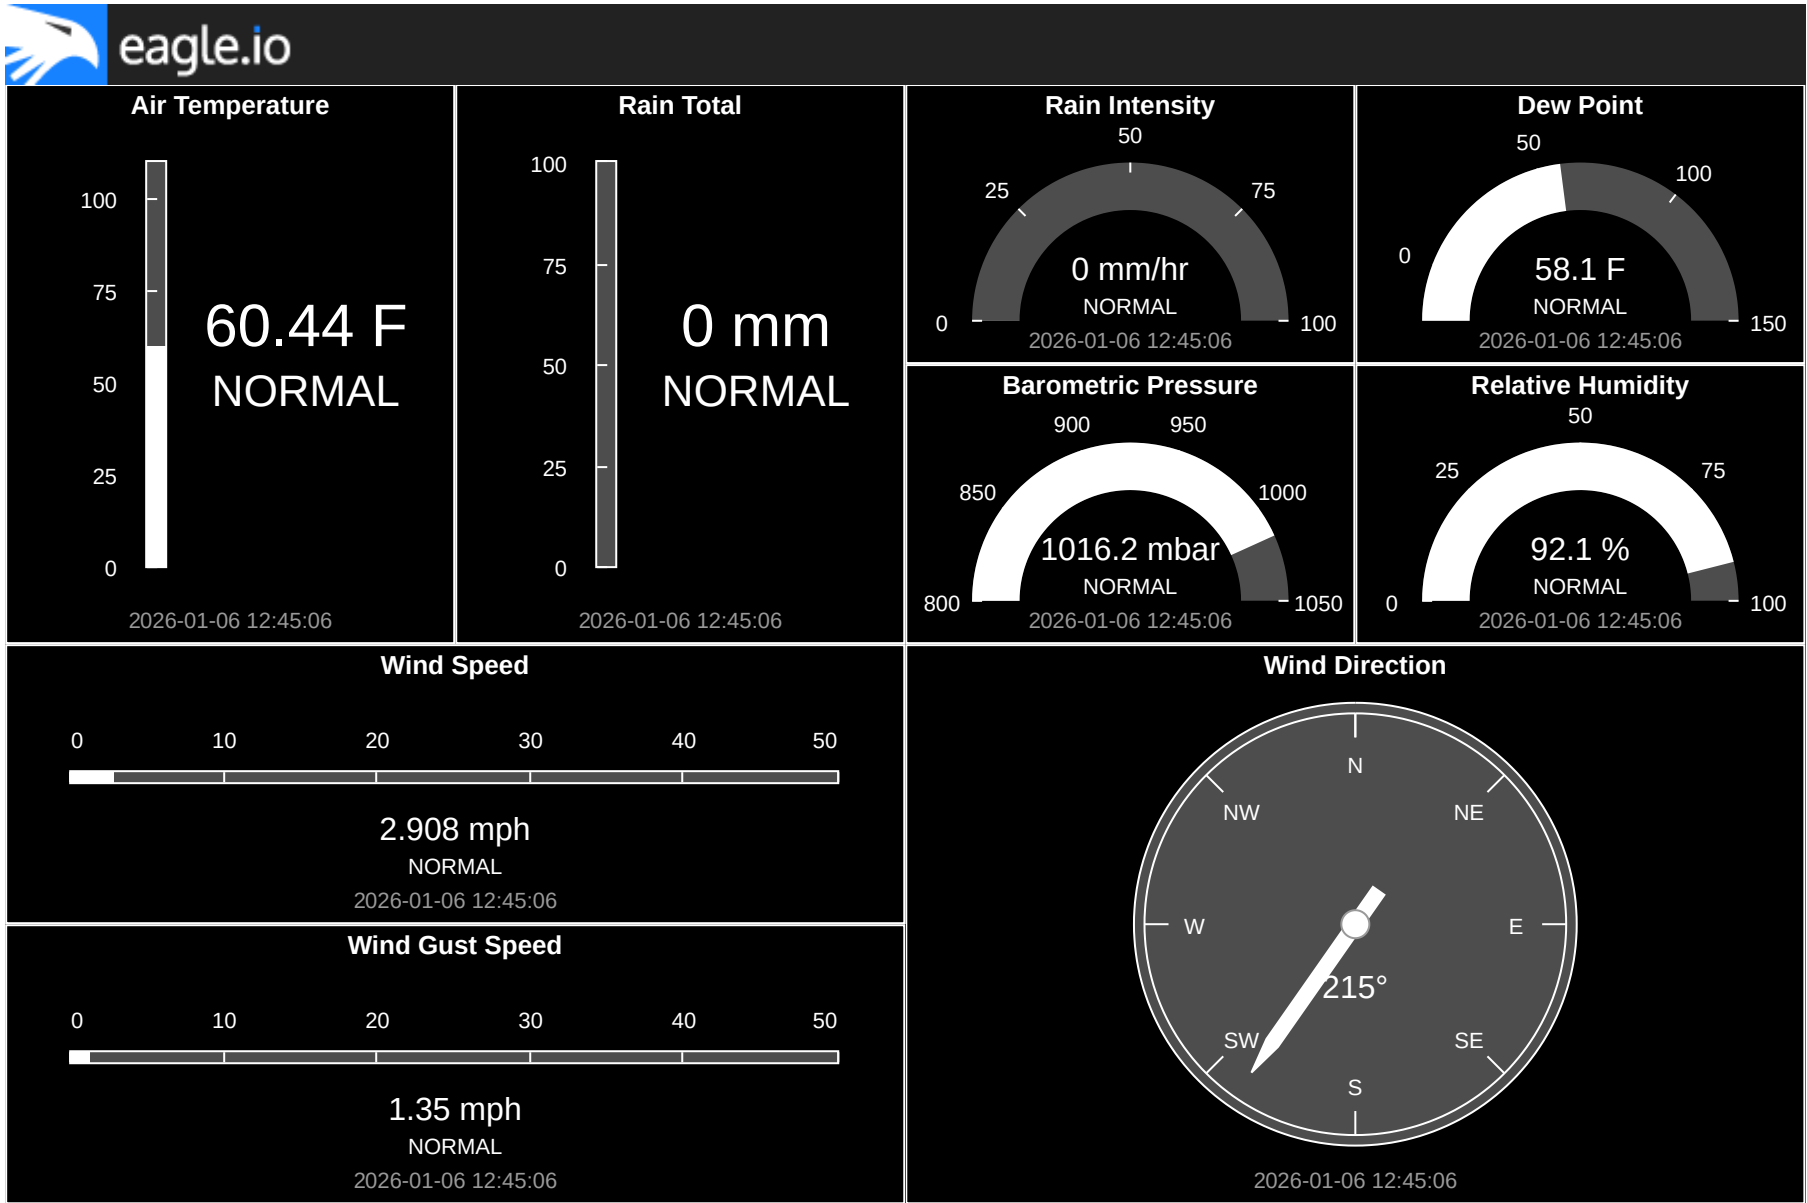 eagle.io
Air Temperature
100
75
50
25
0
60.44 F
NORMAL
2026-01-06 12:45:06
Rain Total
100
75
50
25
0
0 mm
NORMAL
2026-01-06 12:45:06
Rain Intensity
0
25
50
75
100
0 mm/hr
NORMAL
2026-01-06 12:45:06
Dew Point
0
50
100
150
58.1 F
NORMAL
2026-01-06 12:45:06
Barometric Pressure
800
850
900
950
1000
1050
1016.2 mbar
NORMAL
2026-01-06 12:45:06
Relative Humidity
0
25
50
75
100
92.1 %
NORMAL
2026-01-06 12:45:06
Wind Speed
0 10 20 30 40 50
2.908 mph
NORMAL
2026-01-06 12:45:06
Wind Gust Speed
0 10 20 30 40 50
1.35 mph
NORMAL
2026-01-06 12:45:06
Wind Direction
N
NW NE
W E
215°
SW SE
S
2026-01-06 12:45:06